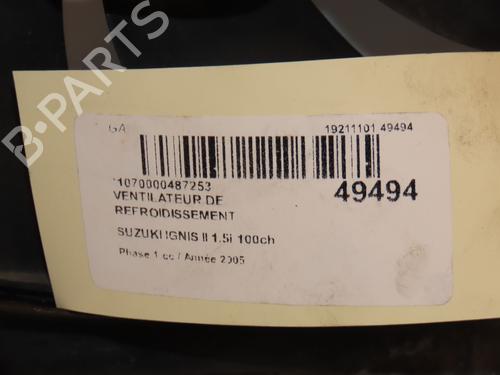 B-PARTS
GA
19211101 49494
*1070000487253
49494
VENTILATEUR DE
REFROIDISSEMENT
SUZUKI IGNIS II 1.5i 100ch
Phase 1 cc / Année 2005